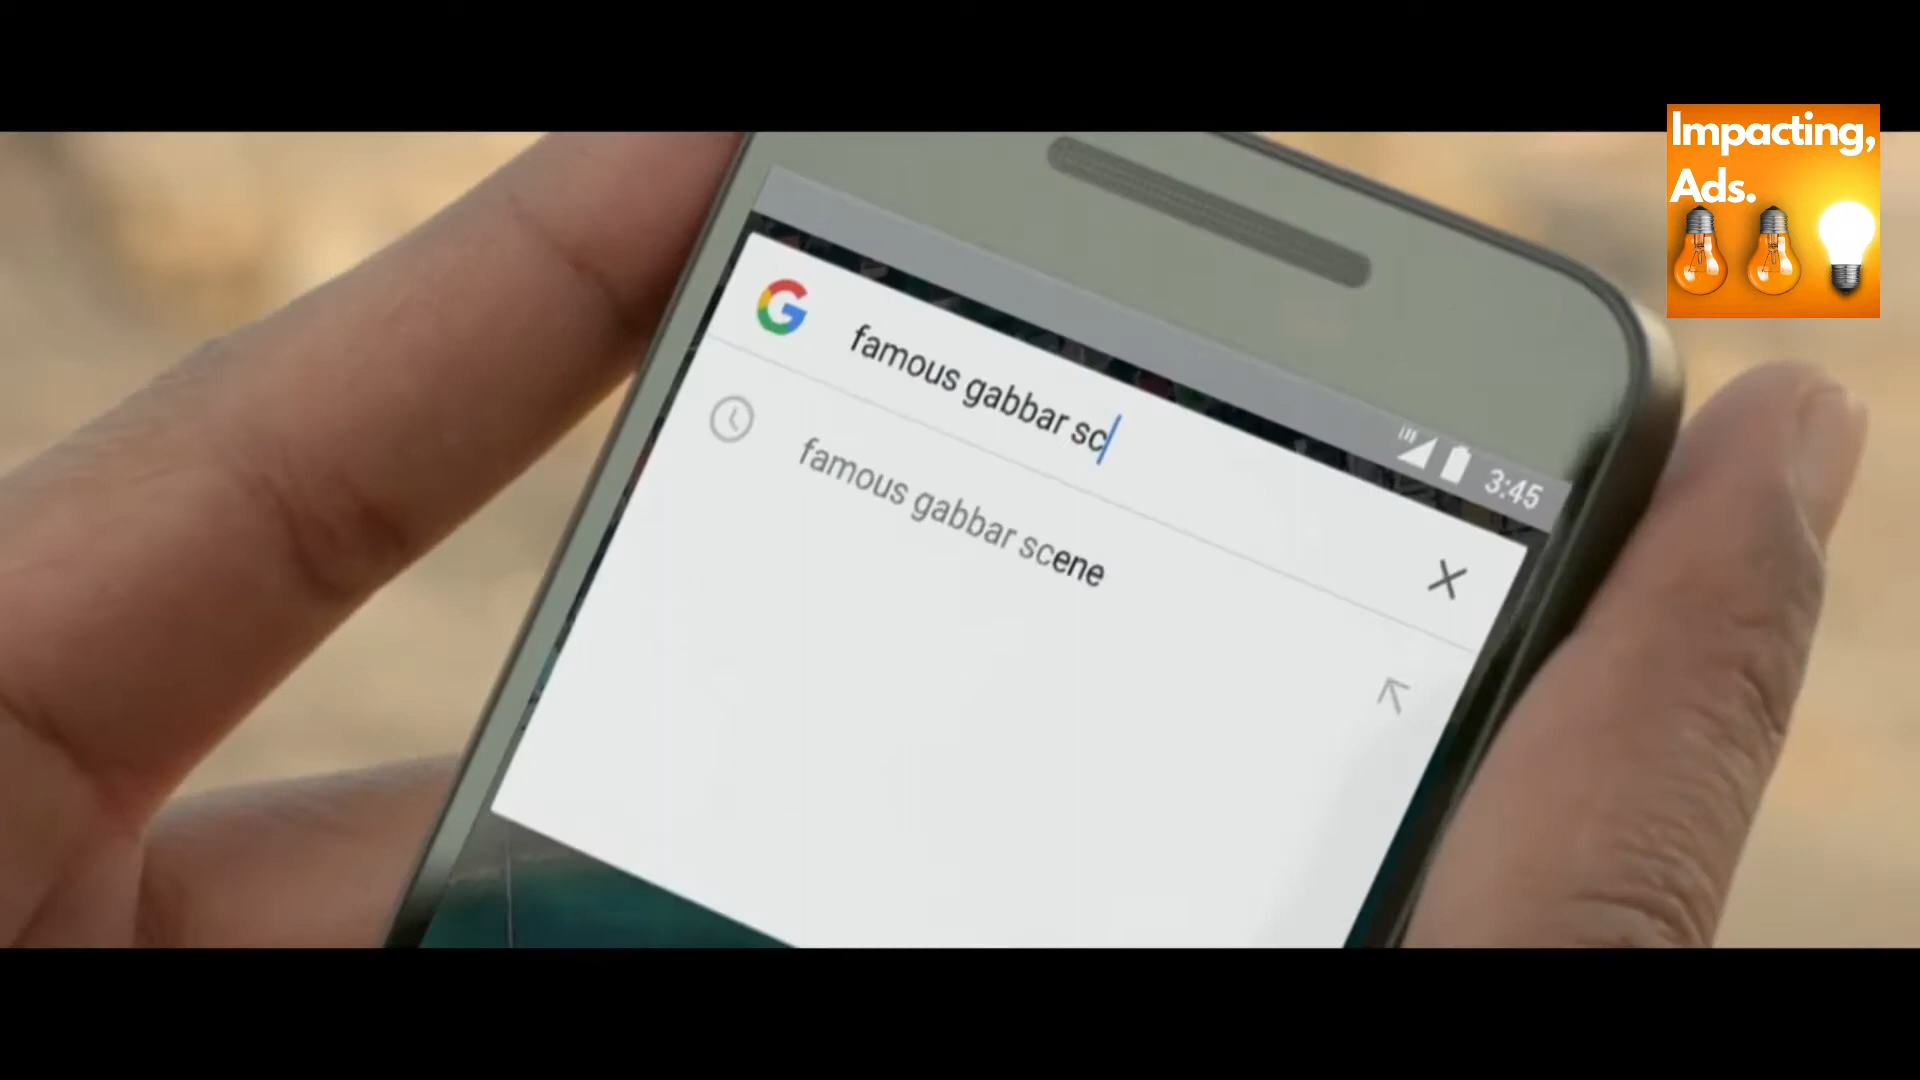 Impacting,
Ads.
G famous gabbar sc
famous gabbar scene
3:45